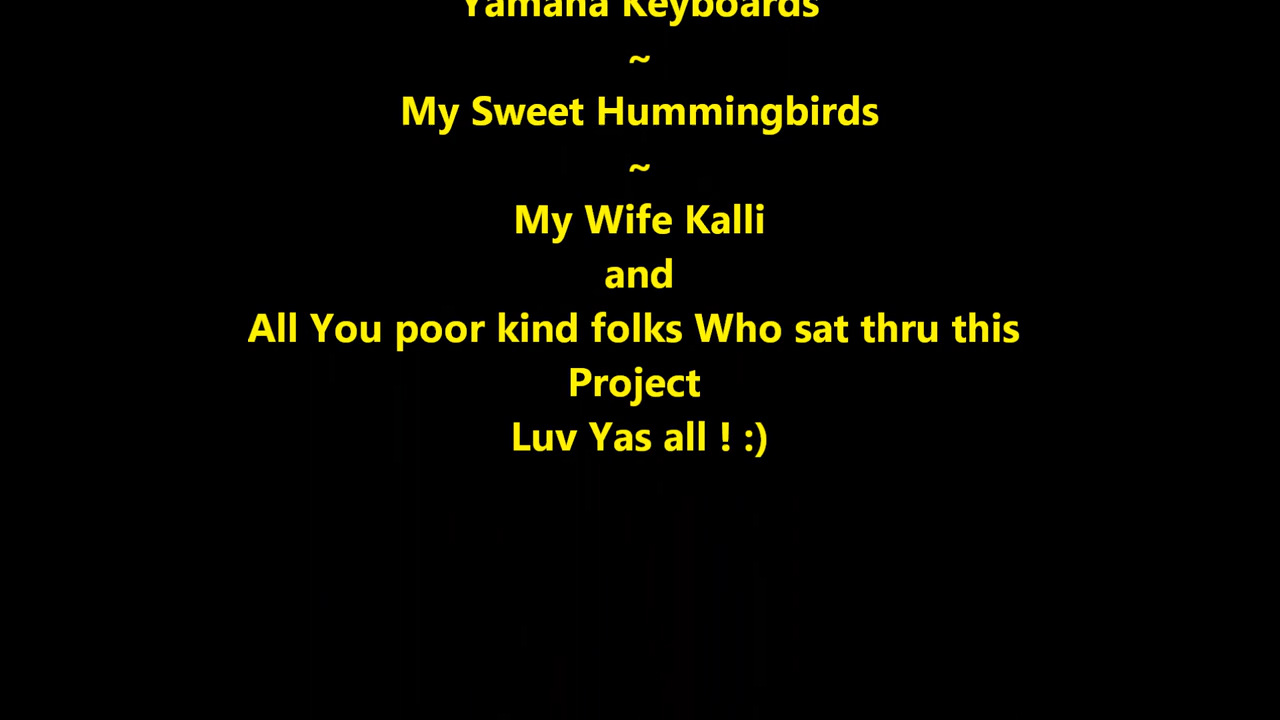 Yamaha Keyboards
~
My Sweet Hummingbirds
~
My Wife Kalli
and
All You poor kind folks Who sat thru this
Project
Luv Yas all ! :)